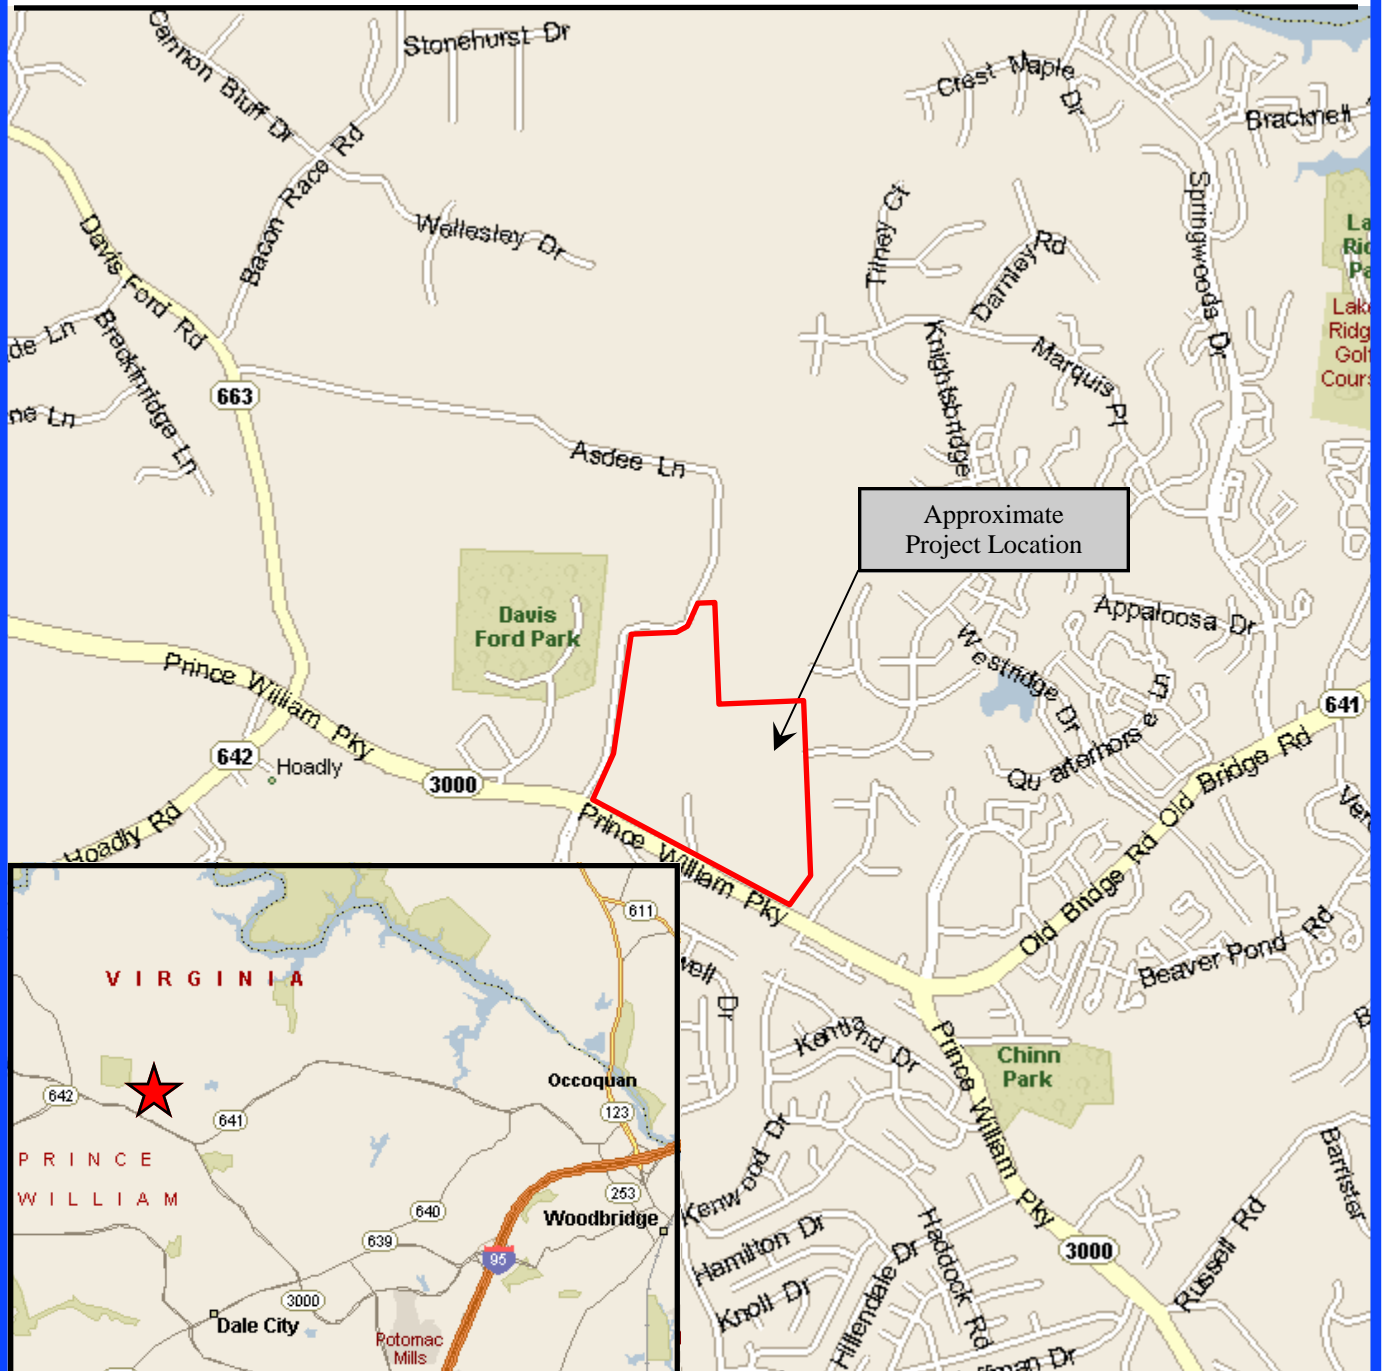 Stonehurst Dr
Cannon Bluff Dr
Crest Maple Dr
Bracknell
Bacon Race Rd
Springwoods Dr
Tilney Ct
Wellesley Dr
Darnley Rd
Davis Ford Rd
Breckinridge Ln
Knightsbridge
Marquis Pl
663
Asdee Ln
Approximate
Project Location
Davis
Ford Park
Appaloosa Dr
Westridge Dr
Quarterhorse Ln
641
Prince William Pky
642
Hoadly
3000
Old Bridge Rd
Hoadly Rd
Prince William Pky
Old Bridge Rd
Beaver Pond Rd
Dr
Chinn
Park
Prince William Pky
Kenwood Dr
Barrister
Hamilton Dr
Haddock Rd
3000
Russell Rd
Knoll Dr
Hillendale Dr
Dr
611
VIRGINIA
Occoquan
642
641
123
PRINCE
WILLIAM
253
640
Woodbridge
639
95
3000
Dale City
Potomac
Mills